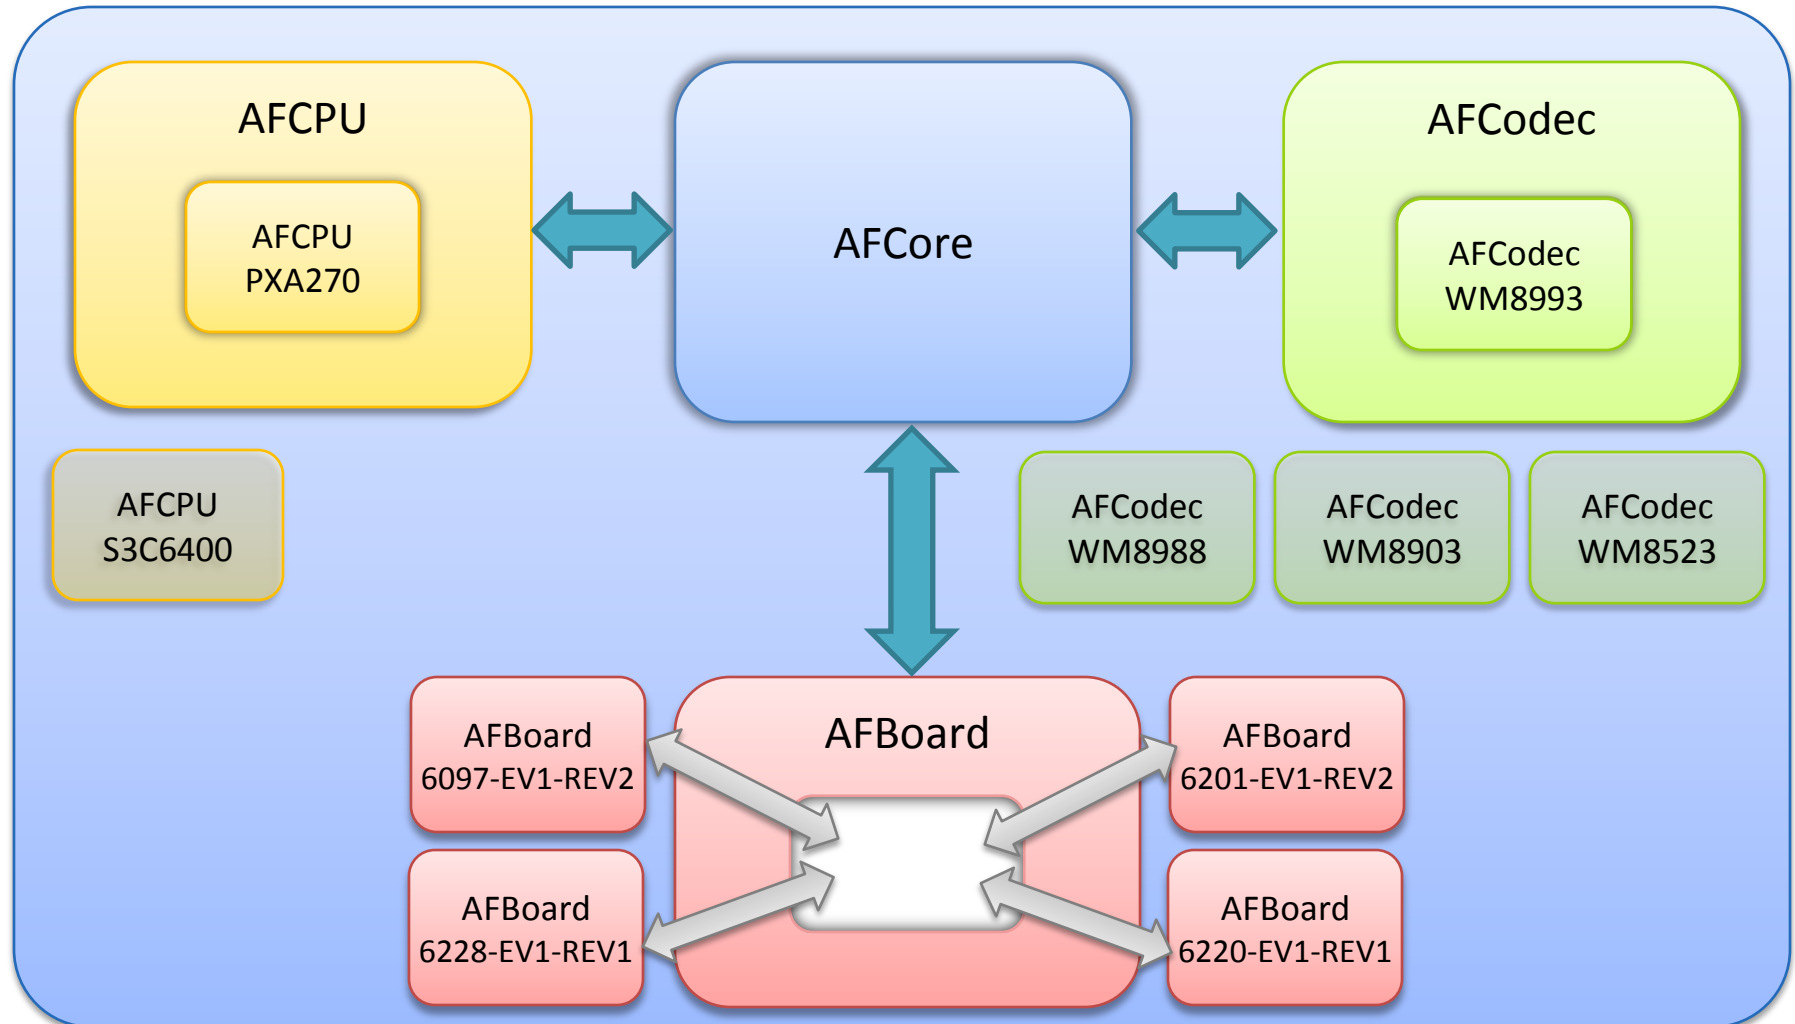 AFCPU
AFCPU
PXA270
AFCore
AFCodec
AFCodec
WM8993
AFCPU
S3C6400
AFCodec
WM8988
AFCodec
WM8903
AFCodec
WM8523
AFBoard
6097-EV1-REV2
AFBoard
AFBoard
6201-EV1-REV2
AFBoard
6228-EV1-REV1
AFBoard
6220-EV1-REV1